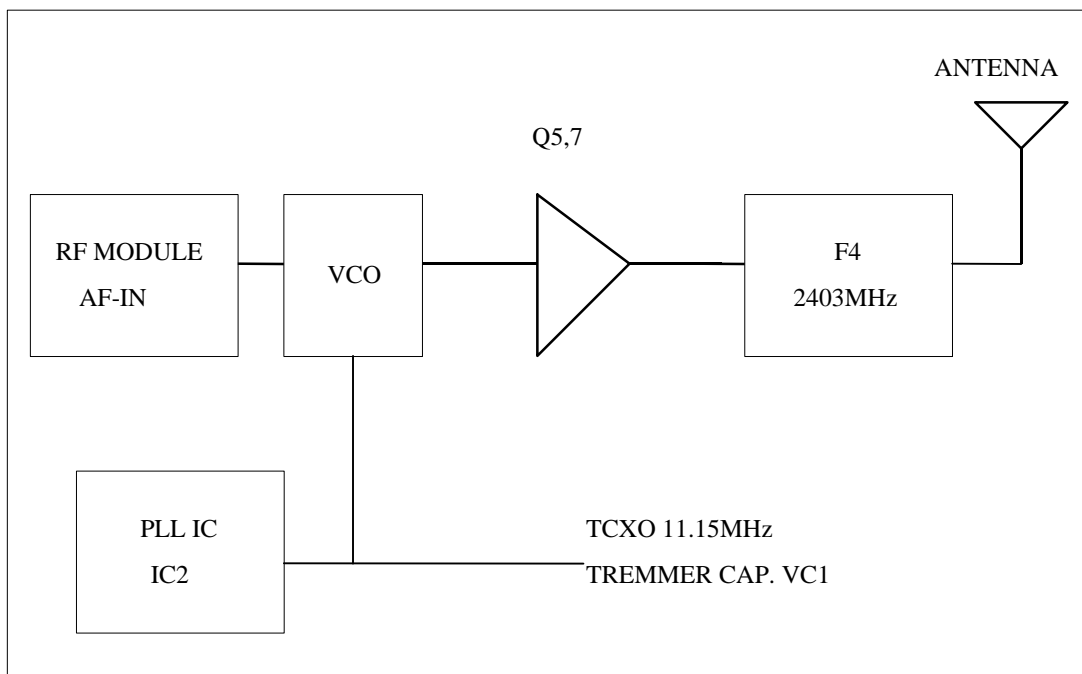 ANTENNA
Q5,7
RF MODULE
AF-IN
VCO
F4
2403MHz
PLL IC
IC2
TCXO 11.15MHz
TREMMER CAP. VC1